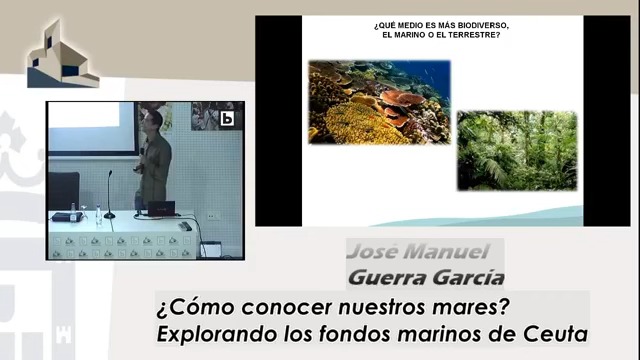 ¿QUÉ MEDIO ES MÁS BIODIVERSO,
EL MARINO O EL TERRESTRE?
b
José Manuel
Guerra García
¿Cómo conocer nuestros mares?
Explorando los fondos marinos de Ceuta